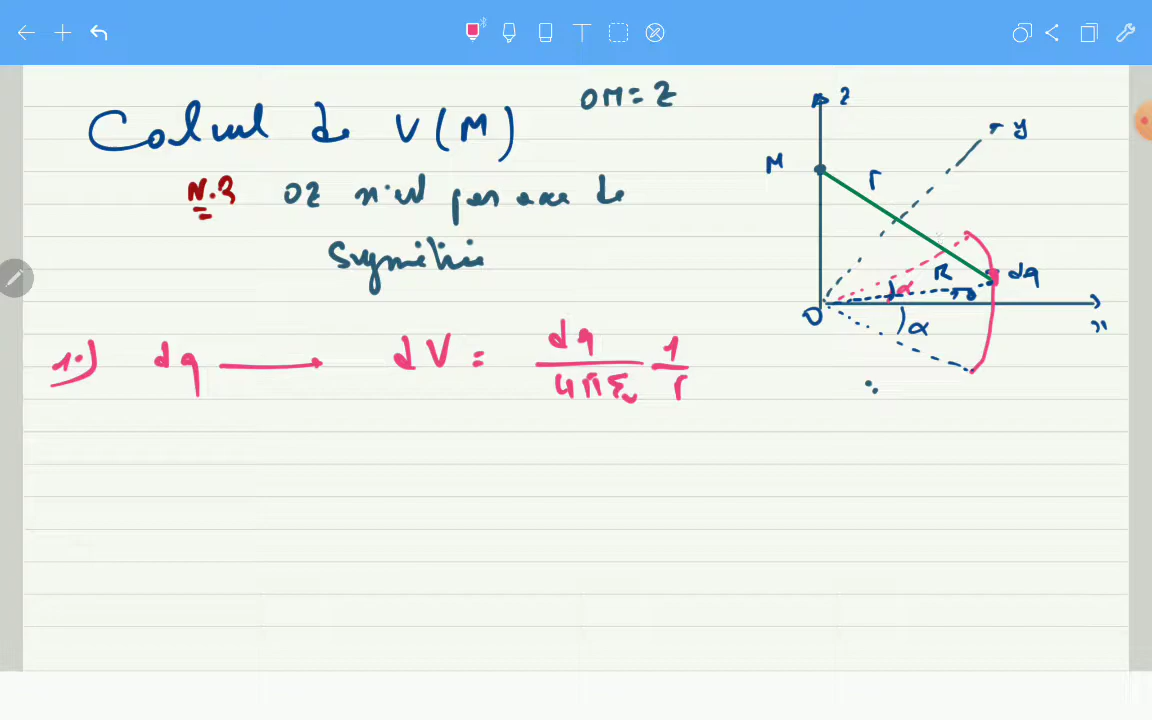 Calcul de V(M)
OM = Z
N.B OZ n'est pas axe de
Symétrie
1.) dq → dV = dq / 4πε₀ 1 / r
z
y
M
r
R
dq
α
θ
O
α
x